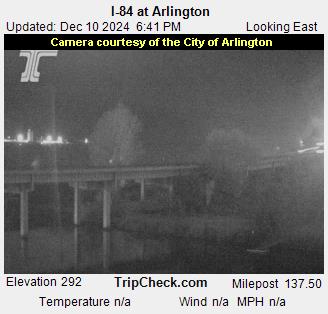 I-84 at Arlington
Updated: Dec 10 2024 6:41 PM Looking East
Camera courtesy of the City of Arlington
Elevation 292 TripCheck.com Milepost 137.50
Temperature n/a Wind n/a MPH n/a